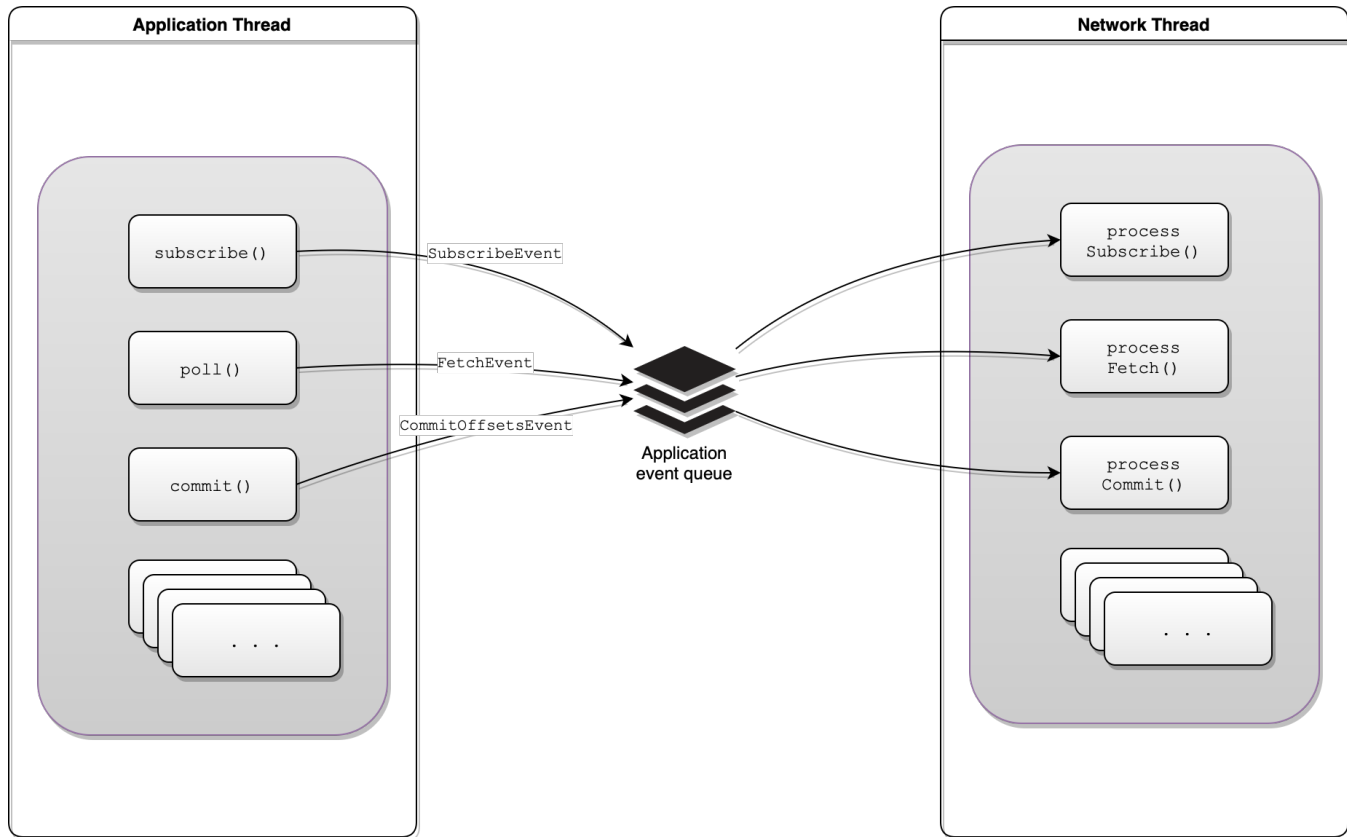 Application Thread
Network Thread
subscribe()
SubscribeEvent
process
Subscribe()
poll()
FetchEvent
process
Fetch()
commit()
CommitOffsetsEvent
Application
event queue
process
Commit()
. . .
. . .